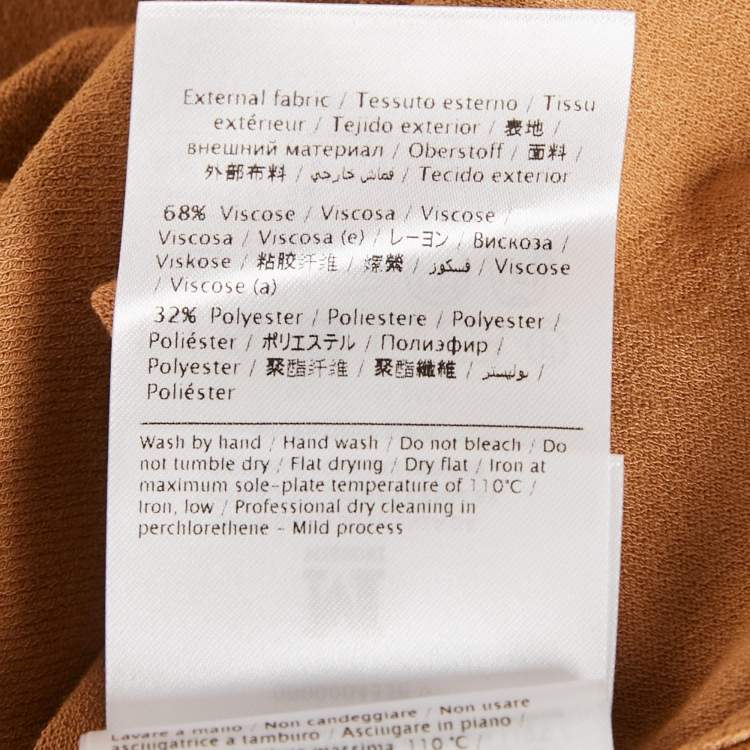 External fabric / Tessuto esterno / Tissu
extérieur / Tejido exterior / 表地 /
внешний материал / Oberstoff / 面料 /
外部布料 / قماش خارجي / Tecido exterior
68% Viscose / Viscosa / Viscose /
Viscosa / Viscosa (e) / レーヨン / Вискоза /
Viskose / 粘胶纤维 / 嫘縈 / فسكوز / Viscose
/ Viscose (a)
32% Polyester / Poliestere / Polyester /
Poliéster / ポリエステル / Полиэфир /
Polyester / 聚酯纤维 / 聚酯纖維 / بوليستر /
Poliéster
Wash by hand / Hand wash / Do not bleach / Do
not tumble dry / Flat drying / Dry flat / Iron at
maximum sole-plate temperature of 110°C /
Iron, low / Professional dry cleaning in
perchlorethene - Mild process
Lavare a mano / Non candeggiare / Non usare
asciugatrice a tamburo / Asciugare in piano /
massima 110°C /